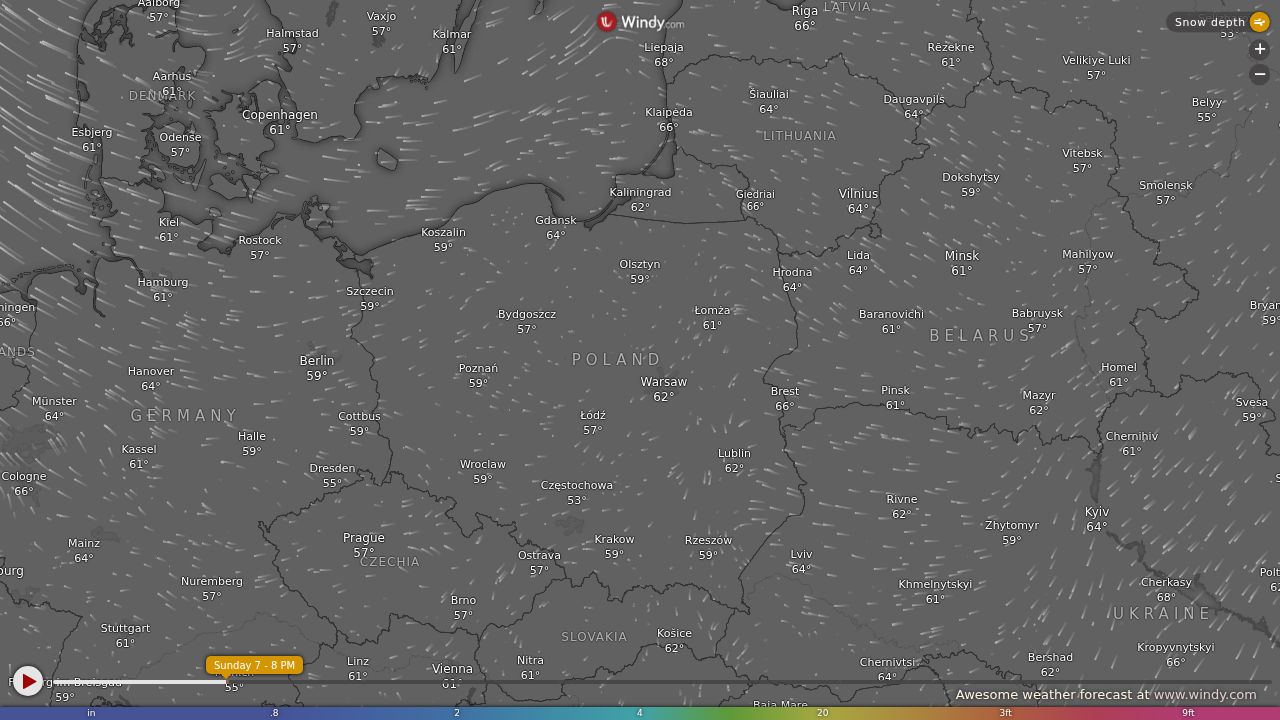 Aalborg
57°
Vaxjo
57°
Halmstad
57°
Kalmar
61°
Windy.com
Riga
66°
LATVIA
Snow depth
Liepaja
68°
Rēzekne
61°
Velikiye Luki
57°
+
−
Aarhus
61°
DENMARK
Šiauliai
64°
Daugavpils
64°
Belyy
55°
Copenhagen
61°
Klaipėda
66°
Esbjerg
61°
Odense
57°
LITHUANIA
Vitebsk
57°
Dokshytsy
59°
Smolensk
57°
Kaliningrad
62°
Giedriai
66°
Vilnius
64°
Kiel
61°
Rostock
57°
Koszalin
59°
Gdansk
64°
Olsztyn
59°
Hrodna
64°
Lida
64°
Minsk
61°
Mahilyow
57°
Hamburg
61°
Szczecin
59°
Bydgoszcz
57°
Łomża
61°
Baranovichi
61°
Babruysk
57°
BELARUS
Hanover
64°
Berlin
59°
Poznań
59°
POLAND
Warsaw
62°
Brest
66°
Pinsk
61°
Homel
61°
Mazyr
62°
Münster
64°
GERMANY
Cottbus
59°
Łódź
57°
Svesa
59°
Kassel
61°
Halle
59°
Chernihiv
61°
Cologne
66°
Dresden
55°
Wroclaw
59°
Lublin
62°
Częstochowa
53°
Rivne
62°
Kyiv
64°
Zhytomyr
59°
Mainz
64°
Prague
57°
CZECHIA
Ostrava
57°
Krakow
59°
Rzeszów
59°
Lviv
64°
Nuremberg
57°
Khmelnytskyi
61°
Cherkasy
68°
UKRAINE
Brno
57°
Stuttgart
61°
SLOVAKIA
Košice
62°
Kropyvnytskyi
66°
Sunday 7 - 8 PM
55°
59°
Linz
61°
Vienna
61°
Nitra
61°
Chernivtsi
64°
Bershad
62°
Baia Mare
Awesome weather forecast at www.windy.com
in .8 2 4 20 3ft 9ft